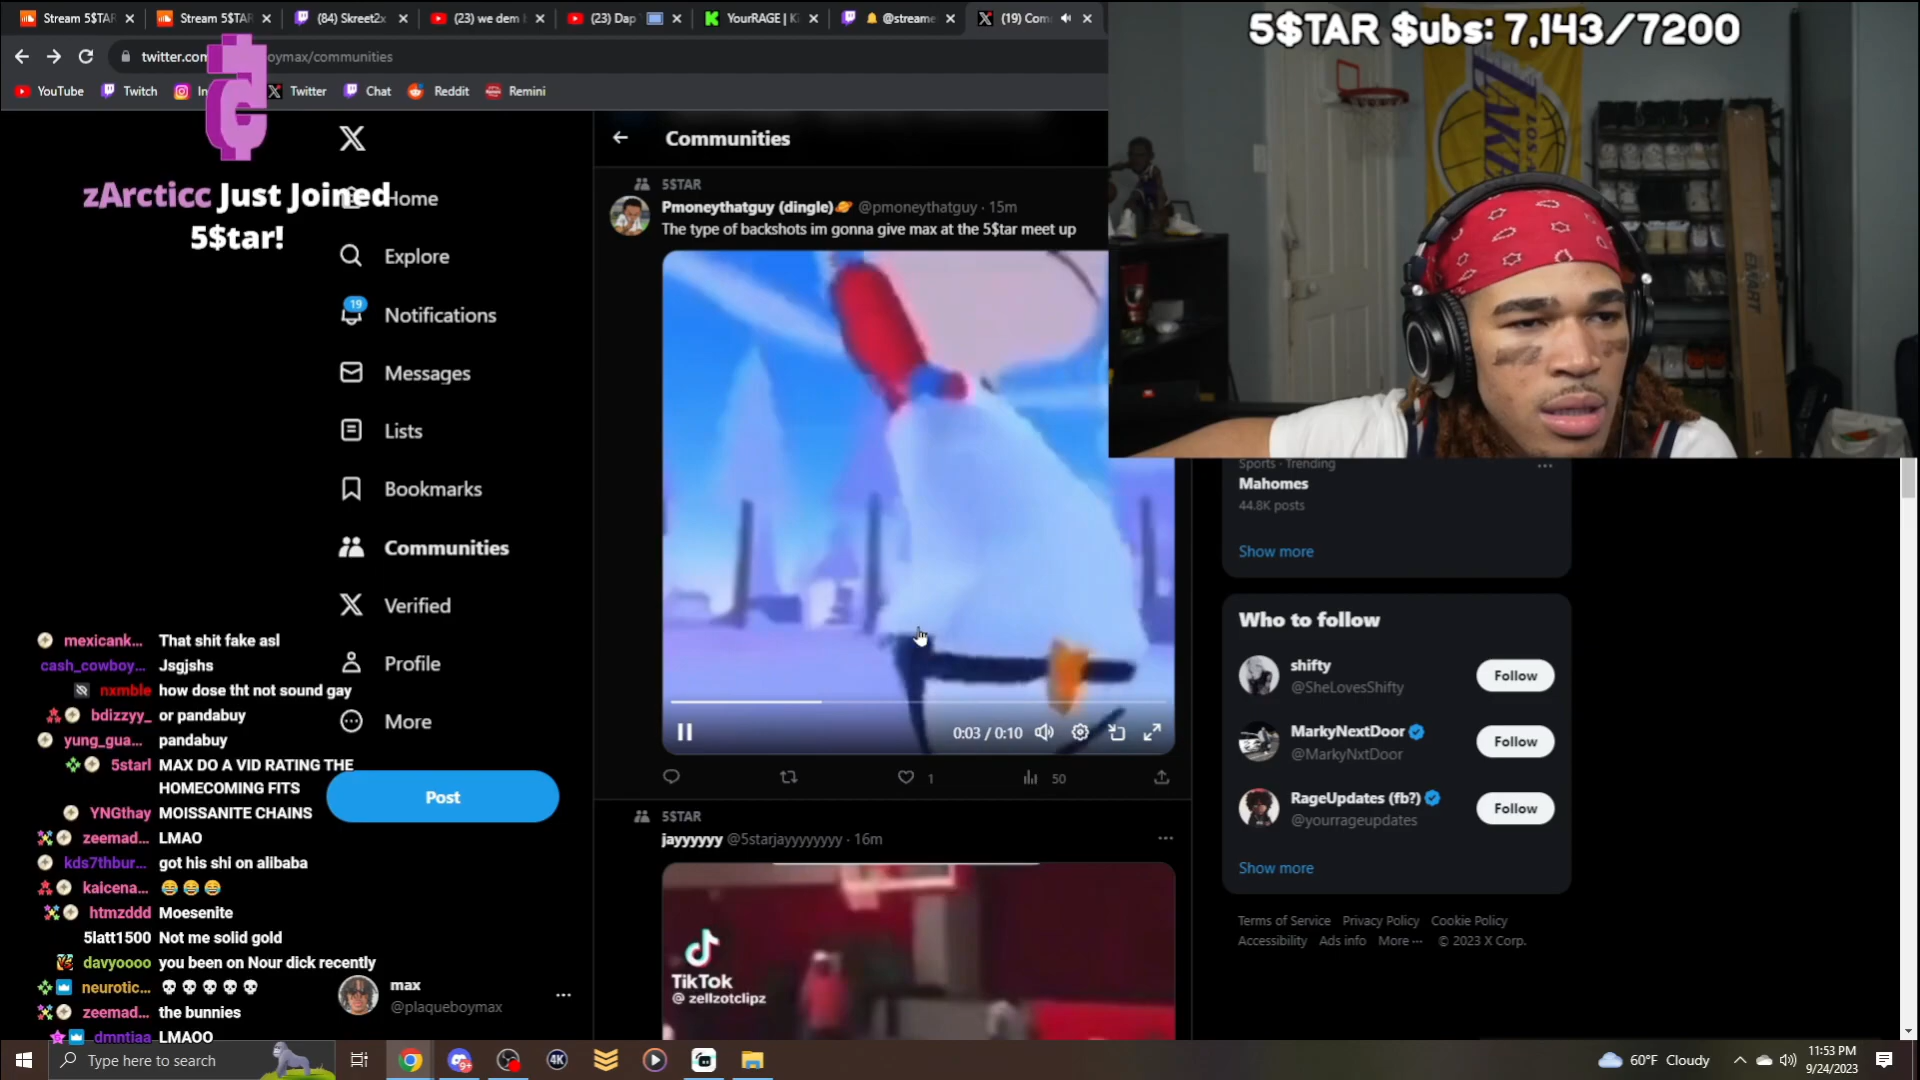 Stream 5$TAR
Stream 5$TAR
(84) Skreet2x
(23) we dem b
(23) Dap
YourRAGE | K
@streame
(19) Com
5$TAR $ubs: 7,143/7200
twitter.com
oymax/communities
YouTube
Twitch
In
Twitter
Chat
Reddit
Remini
zArcticc Just Joined
5$tar!
Home
Explore
19
Notifications
Messages
Lists
Bookmarks
Communities
Verified
Profile
More
Post
max
@plaqueboymax
Communities
5$TAR
Pmoneythatguy (dingle)🪐 @pmoneythatguy · 15m
The type of backshots im gonna give max at the 5$tar meet up
0:03 / 0:10
1
50
5$TAR
jayyyyyy @5starjayyyyyyyy · 16m
TikTok
@ zellzotclipz
LOS
LAKE
Sports · Trending
Mahomes
44.8K posts
Show more
Who to follow
shifty
@SheLovesShifty
Follow
MarkyNextDoor
@MarkyNxtDoor
Follow
RageUpdates (fb?)
@yourrageupdates
Follow
Show more
Terms of Service Privacy Policy Cookie Policy
Accessibility Ads info More ··· © 2023 X Corp.
mexicank... That shit fake asl
cash_cowboy... Jsgjshs
nxmble how dose tht not sound gay
bdizzyy_ or pandabuy
yung_gua... pandabuy
5starl MAX DO A VID RATING THE
HOMECOMING FITS
YNGthay MOISSANITE CHAINS
zeemad... LMAO
kds7thbur... got his shi on alibaba
kaicena... 😂😂😂
htmzddd Moesenite
5latt1500 Not me solid gold
davyoooo you been on Nour dick recently
neurotic... 💀💀💀💀💀
zeemad... the bunnies
dmntiaa LMAOO
Type here to search
9+
4K
60°F Cloudy
11:53 PM
9/24/2023